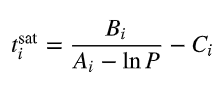 t_i^sat = B_i / (A_i − ln P) − C_i